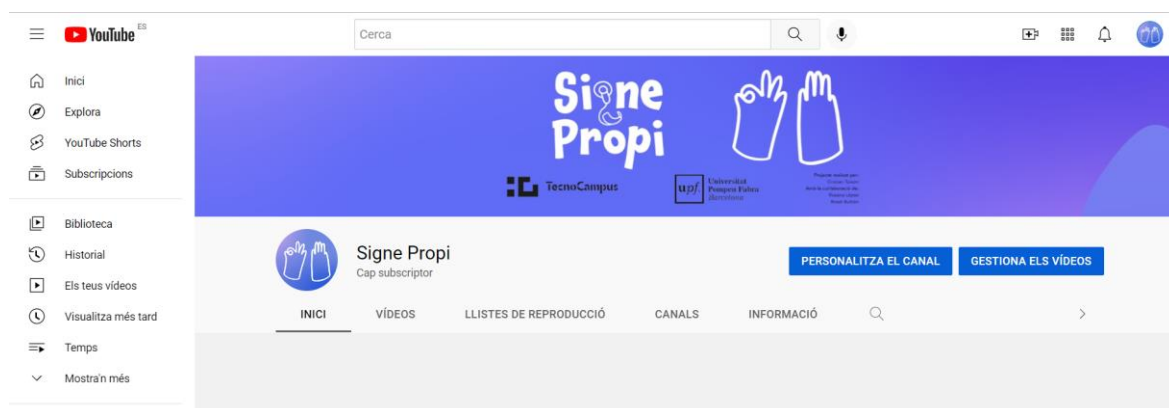 YouTube ES
Cerca
Inici
Explora
YouTube Shorts
Subscripcions
Biblioteca
Historial
Els teus vídeos
Visualitza més tard
Temps
Mostra'n més
Signe
Propi
TecnoCampus
upf. Universitat
Pompeu Fabra
Barcelona
Signe Propi
Cap subscriptor
PERSONALITZA EL CANAL
GESTIONA ELS VÍDEOS
INICI VÍDEOS LLISTES DE REPRODUCCIÓ CANALS INFORMACIÓ